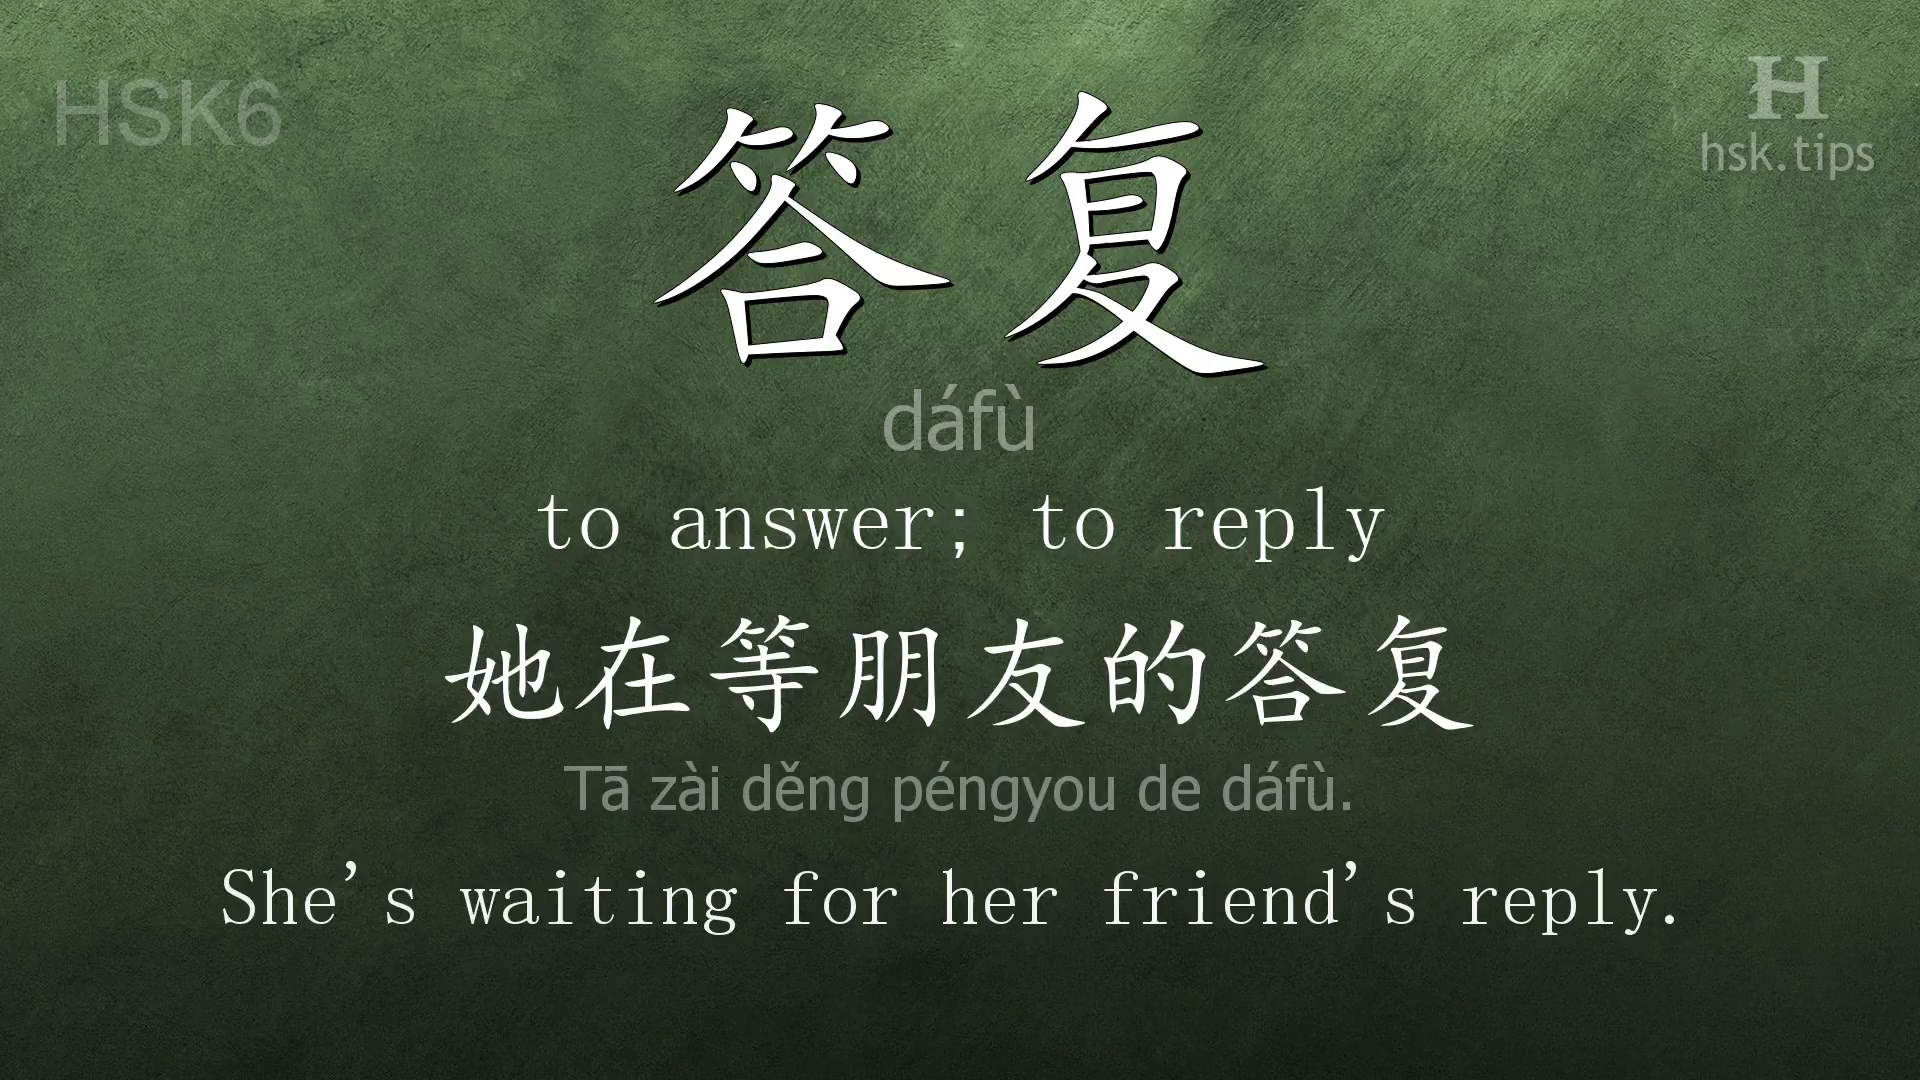 HSK6
H
hsk.tips
答复
dáfù
to answer; to reply
她在等朋友的答复
Tā zài děng péngyou de dáfù.
She's waiting for her friend's reply.